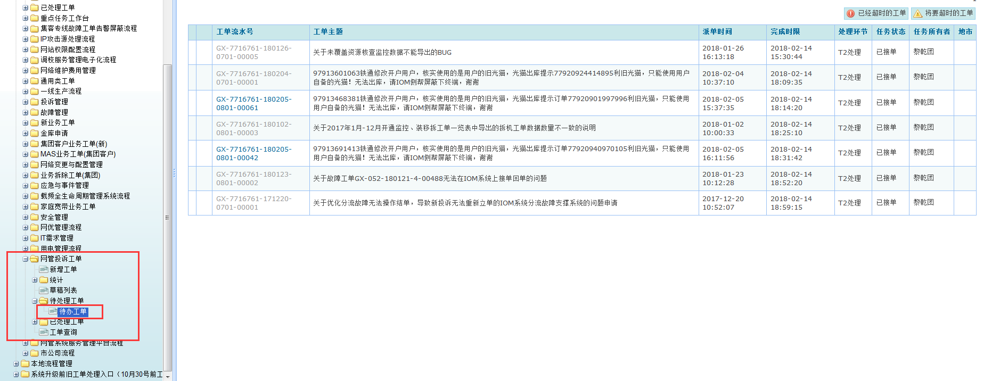 已处理工单
重点任务工作台
集客专线故障工单告警屏蔽流程
IP攻击源处理流程
网站权限配置流程
调校服务管理电子化流程
网络维护费用管理
通用类工单
一线生产流程
投诉管理
故障管理
新业务工单
金库申请
集团客户业务工单(新)
MAS业务工单(集团客户)
网络变更与配置管理
业务拆除工单(集团)
应急与事件管理
载频全生命周期管理系统流程
家庭宽带业务工单
安全管理
网优管理流程
IT需求管理
用电管理流程
网管投诉工单
新增工单
统计
草稿列表
待处理工单
待办工单
已处理工单
工单查询
网管系统服务管理平台流程
市公司流程
本地流程管理
系统升级前旧工单处理入口（10月30号前工
已经超时的工单 将要超时的工单
工单流水号 工单主题 派单时间 完成时限 处理环节 任务状态 任务所有者 地市
GX-7716761-180126-
0701-00005
关于未覆盖资源核查监控数据不能导出的BUG
2018-01-26
16:13:18
2018-02-14
15:30:44
T2处理 已接单 黎乾团
GX-7716761-180204-
0701-00001
97913601063铁通修改开户用户，核实使用的是用户的旧光猫，光猫出库提示77920924414895利旧光猫，只能使用用户
自备的光猫！无法出库，请IOM侧帮屏蔽下终端，谢谢
2018-02-04
10:37:10
2018-02-14
18:09:35
T2处理 已接单 黎乾团
GX-7716761-180205-
0801-00061
97913468381铁通修改开户用户，核实使用的是用户的旧光猫，光猫出库提示订单77920901997996利旧光猫，只能使用
用户自备的光猫！无法出库，请IOM侧帮屏蔽下终端，谢谢
2018-02-05
15:37:35
2018-02-14
18:14:20
T2处理 已接单 黎乾团
GX-7716761-180102-
0801-00003
关于2017年1月-12月开通监控、装移拆工单一览表中导出的拆机工单数据数量不一致的说明
2018-01-02
10:00:33
2018-02-14
18:25:10
T2处理 已接单 黎乾团
GX-7716761-180205-
0801-00042
97913691413铁通修改开户用户，核实使用的是用户的旧光猫，光猫出库提示订单77920940970105利旧光猫，只能使用
用户自备的光猫！无法出库，请IOM侧帮屏蔽下终端，谢谢
2018-02-05
16:11:56
2018-02-14
18:31:42
T2处理 已接单 黎乾团
GX-7716761-180123-
0801-00002
关于故障工单GX-052-180121-4-00488无法在IOM系统上接单回单的问题
2018-01-23
10:12:28
2018-02-14
18:52:20
T2处理 已接单 黎乾团
GX-7716761-171220-
0701-00001
关于优化分流故障无法操作结单，导致新投诉无法重新立单的IOM系统分流故障支撑系统的问题申请
2017-12-20
10:52:07
2018-02-14
18:59:15
T2处理 已接单 黎乾团